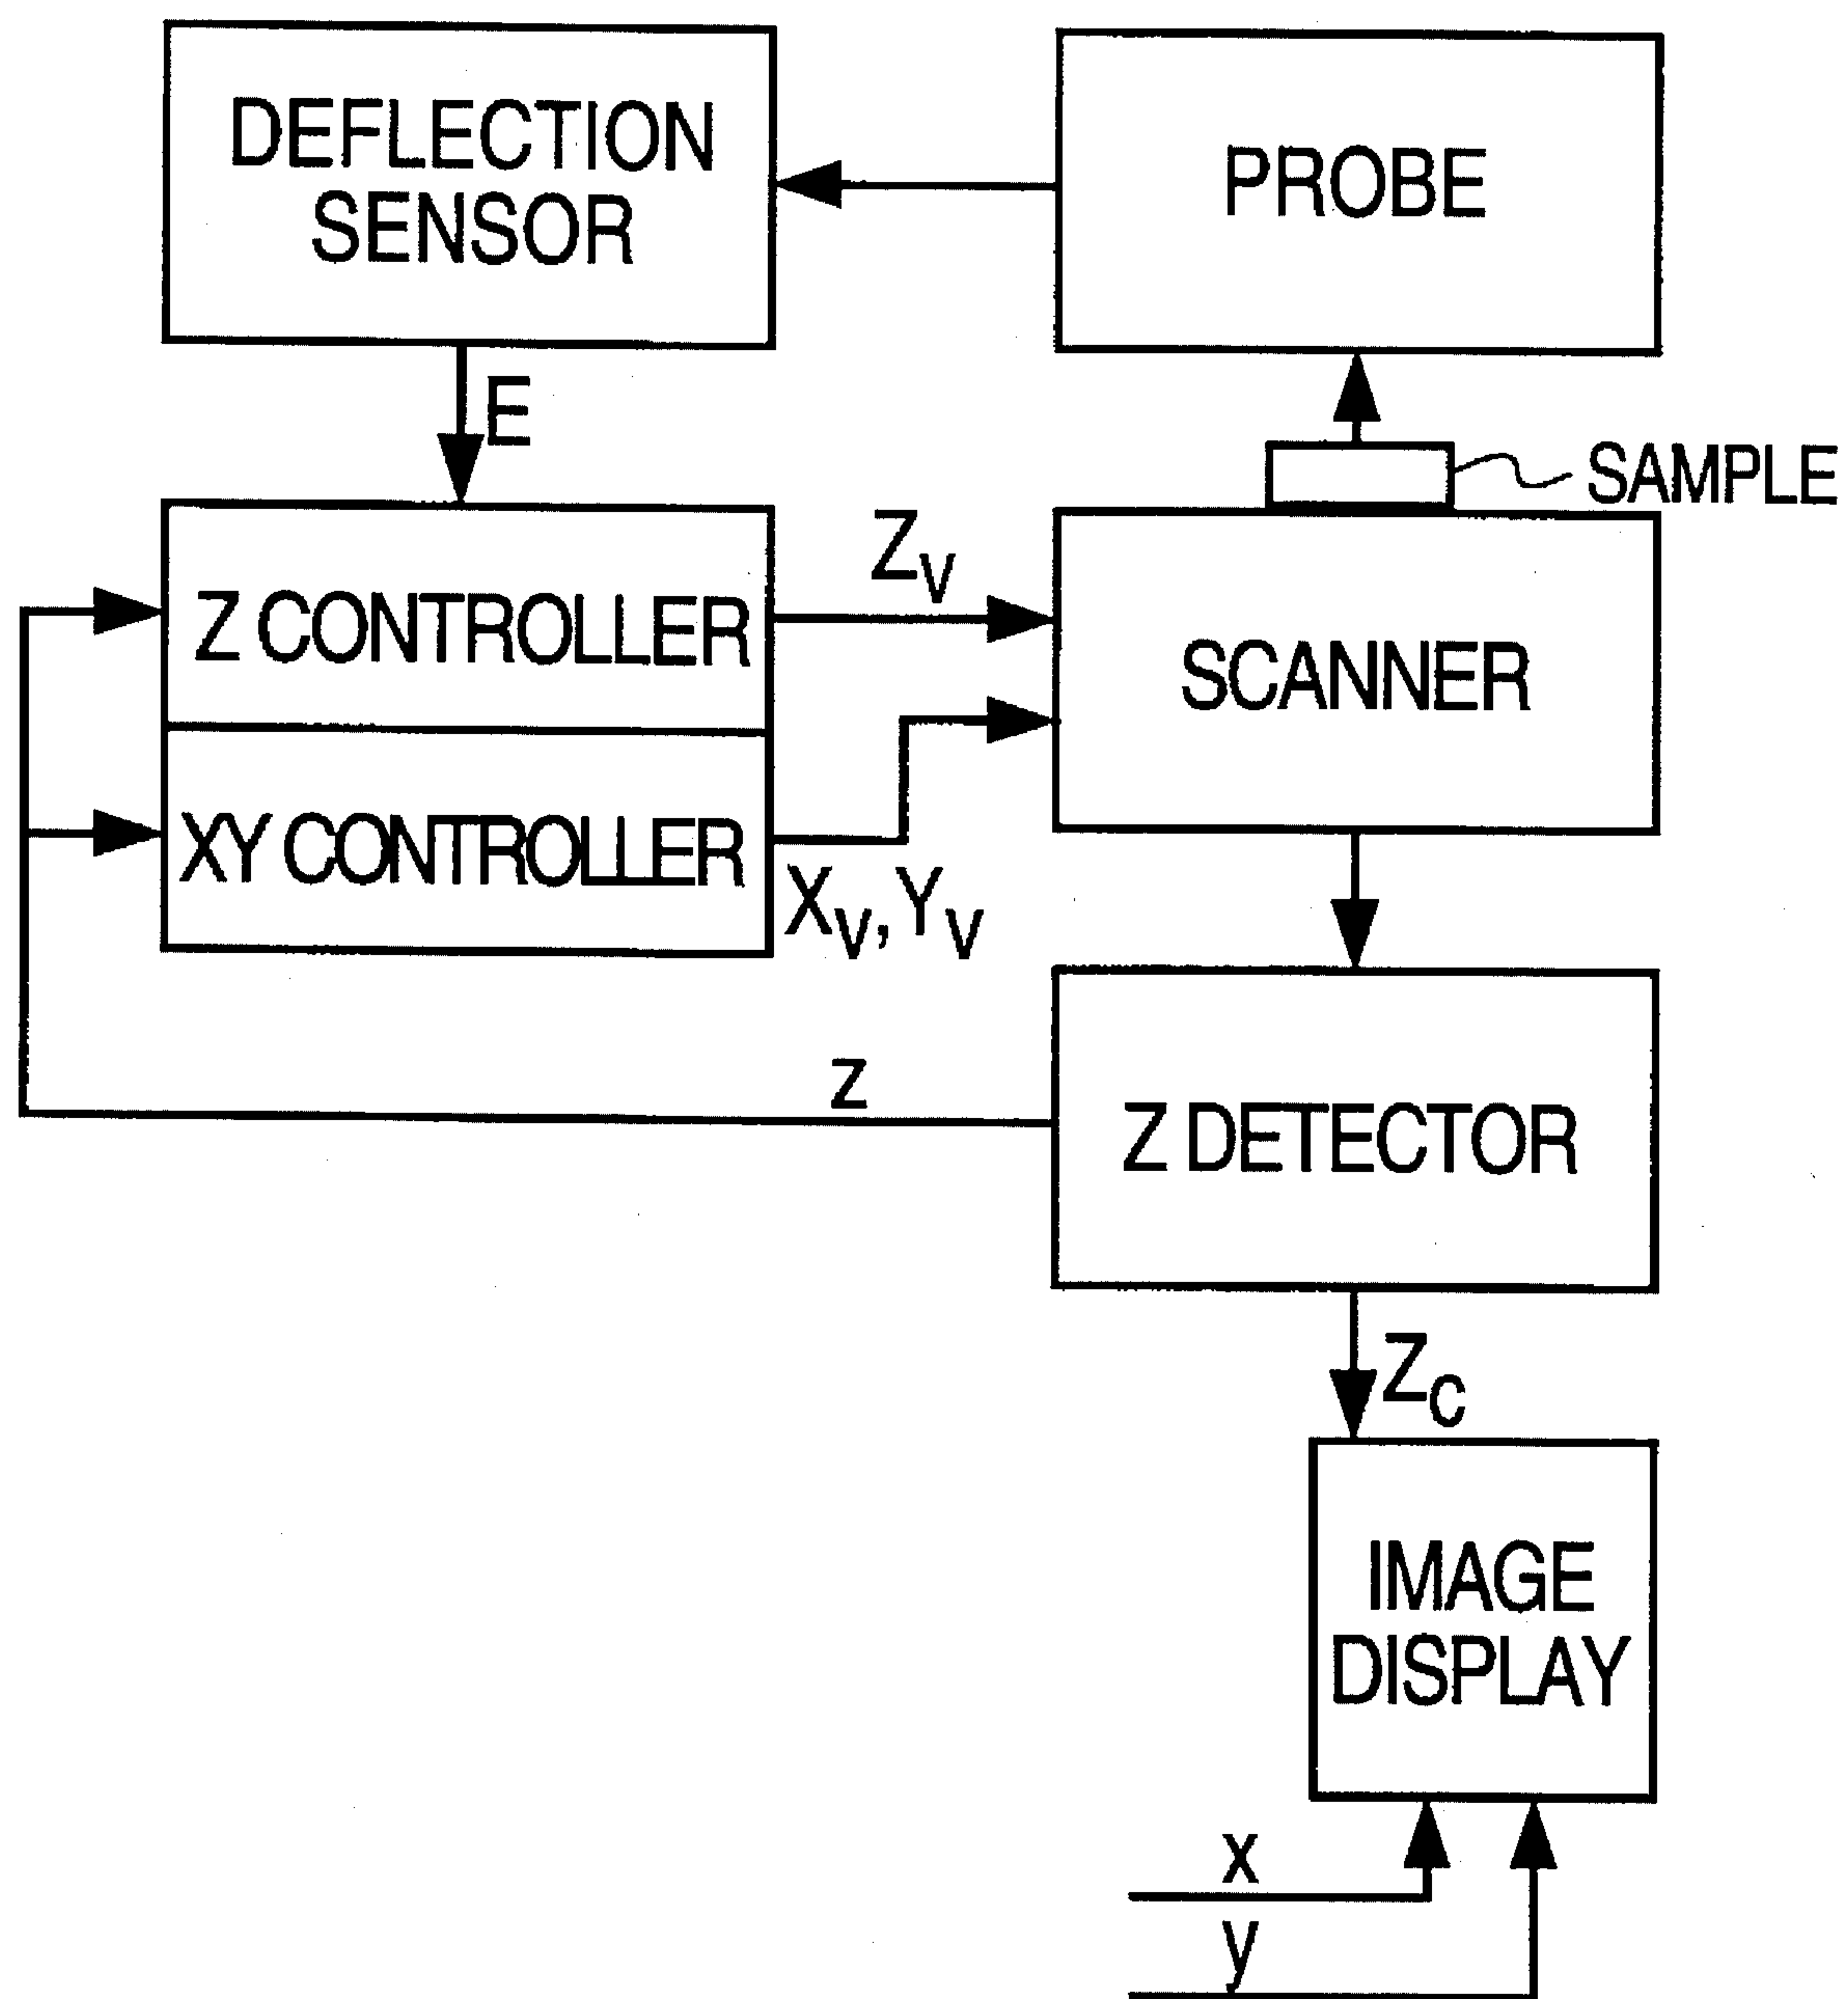 DEFLECTION
SENSOR
PROBE
E
SAMPLE
Z CONTROLLER
Zv
SCANNER
XY CONTROLLER
Xv, Yv
z
Z DETECTOR
Zc
IMAGE
DISPLAY
x
y